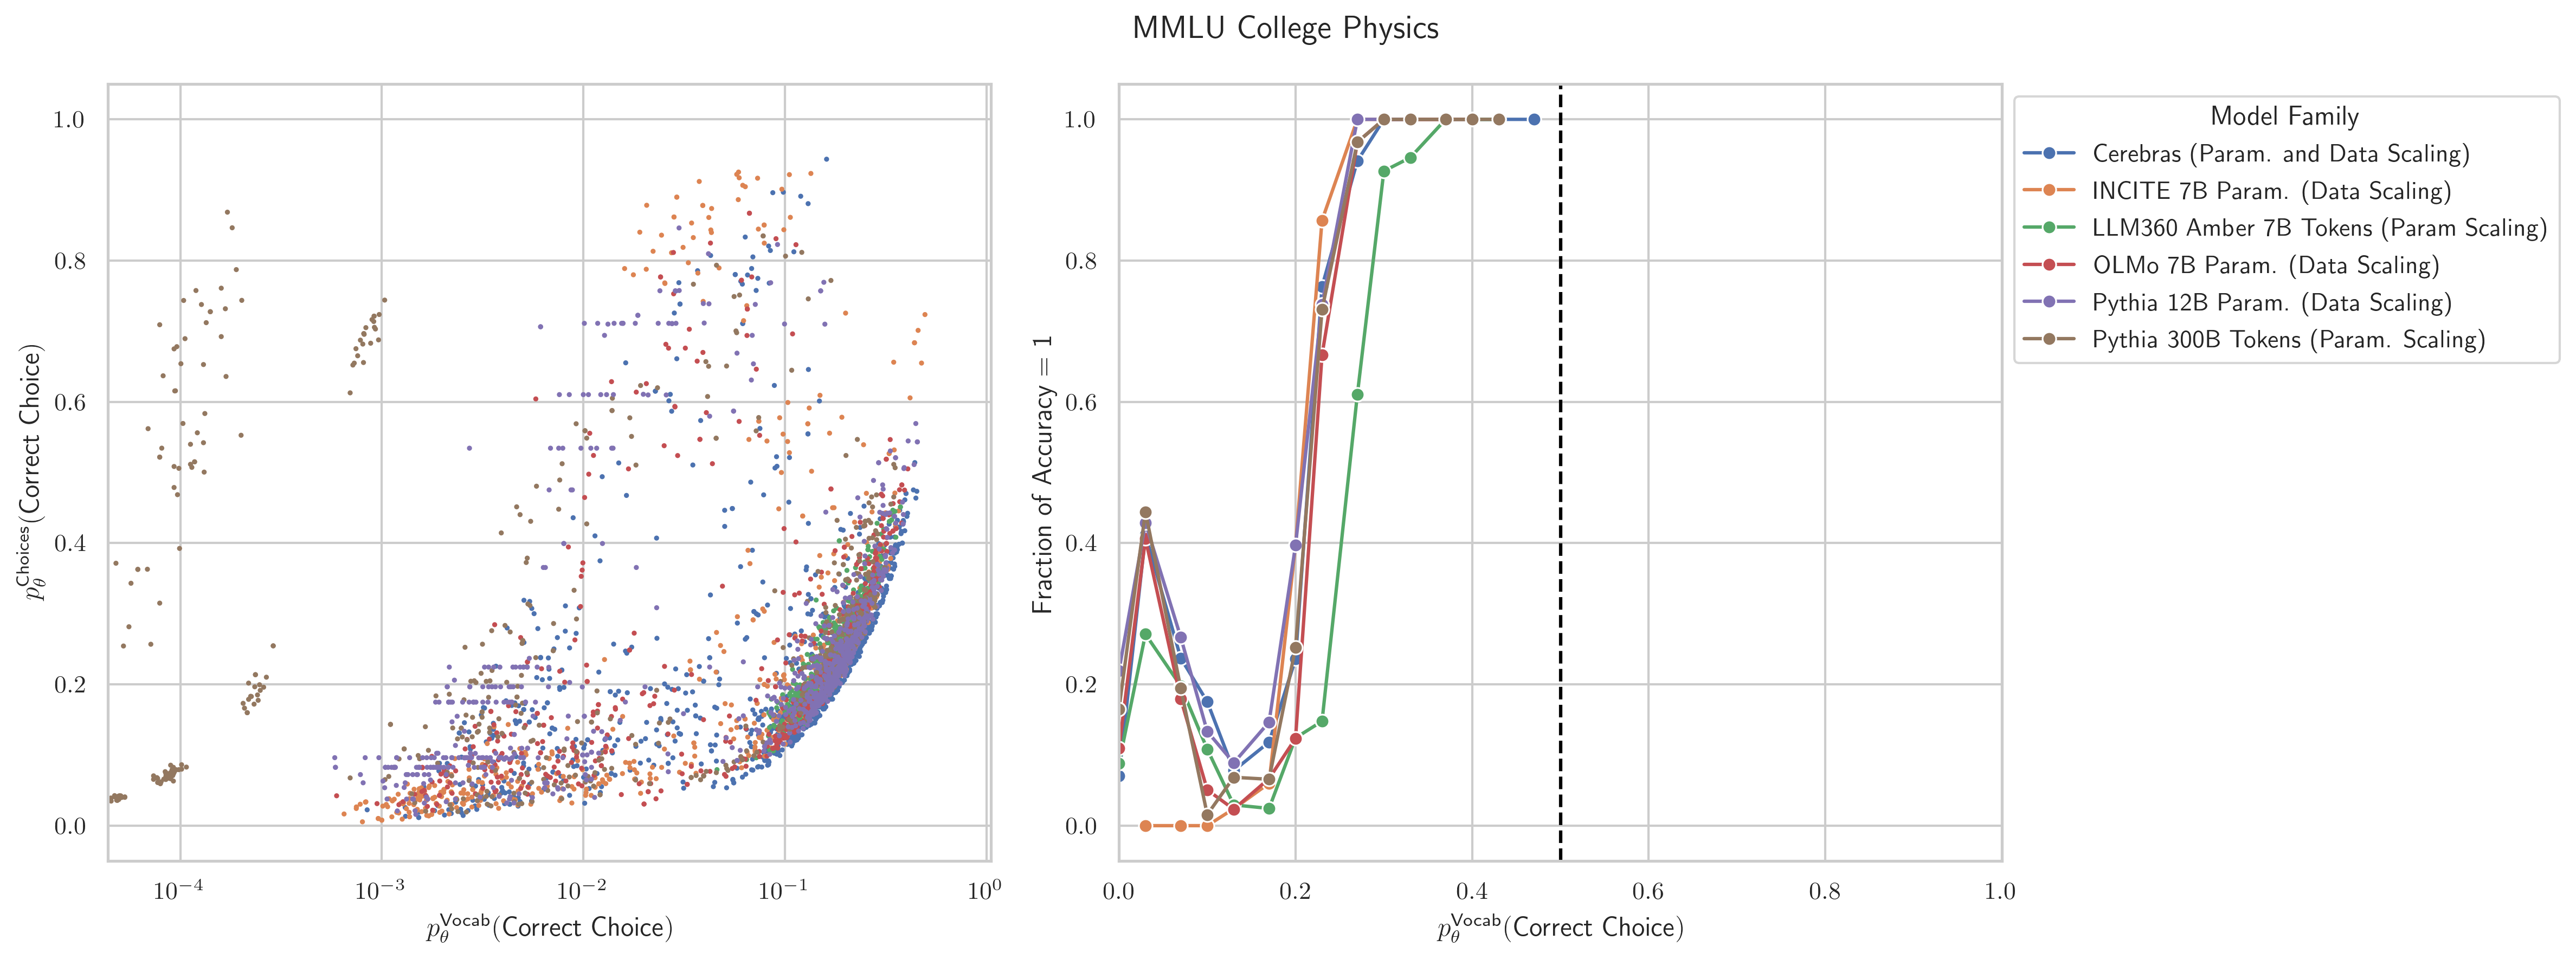 MMLU College Physics
1.0
0.8
0.6
0.4
0.2
0.0
p_θ^Choices(Correct Choice)
10^−4
10^−3
10^−2
10^−1
10^0
p_θ^Vocab(Correct Choice)
1.0
0.8
0.6
0.4
0.2
0.0
Fraction of Accuracy = 1
0.0
0.2
0.4
0.6
0.8
1.0
p_θ^Vocab(Correct Choice)
Model Family
Cerebras (Param. and Data Scaling)
INCITE 7B Param. (Data Scaling)
LLM360 Amber 7B Tokens (Param Scaling)
OLMo 7B Param. (Data Scaling)
Pythia 12B Param. (Data Scaling)
Pythia 300B Tokens (Param. Scaling)